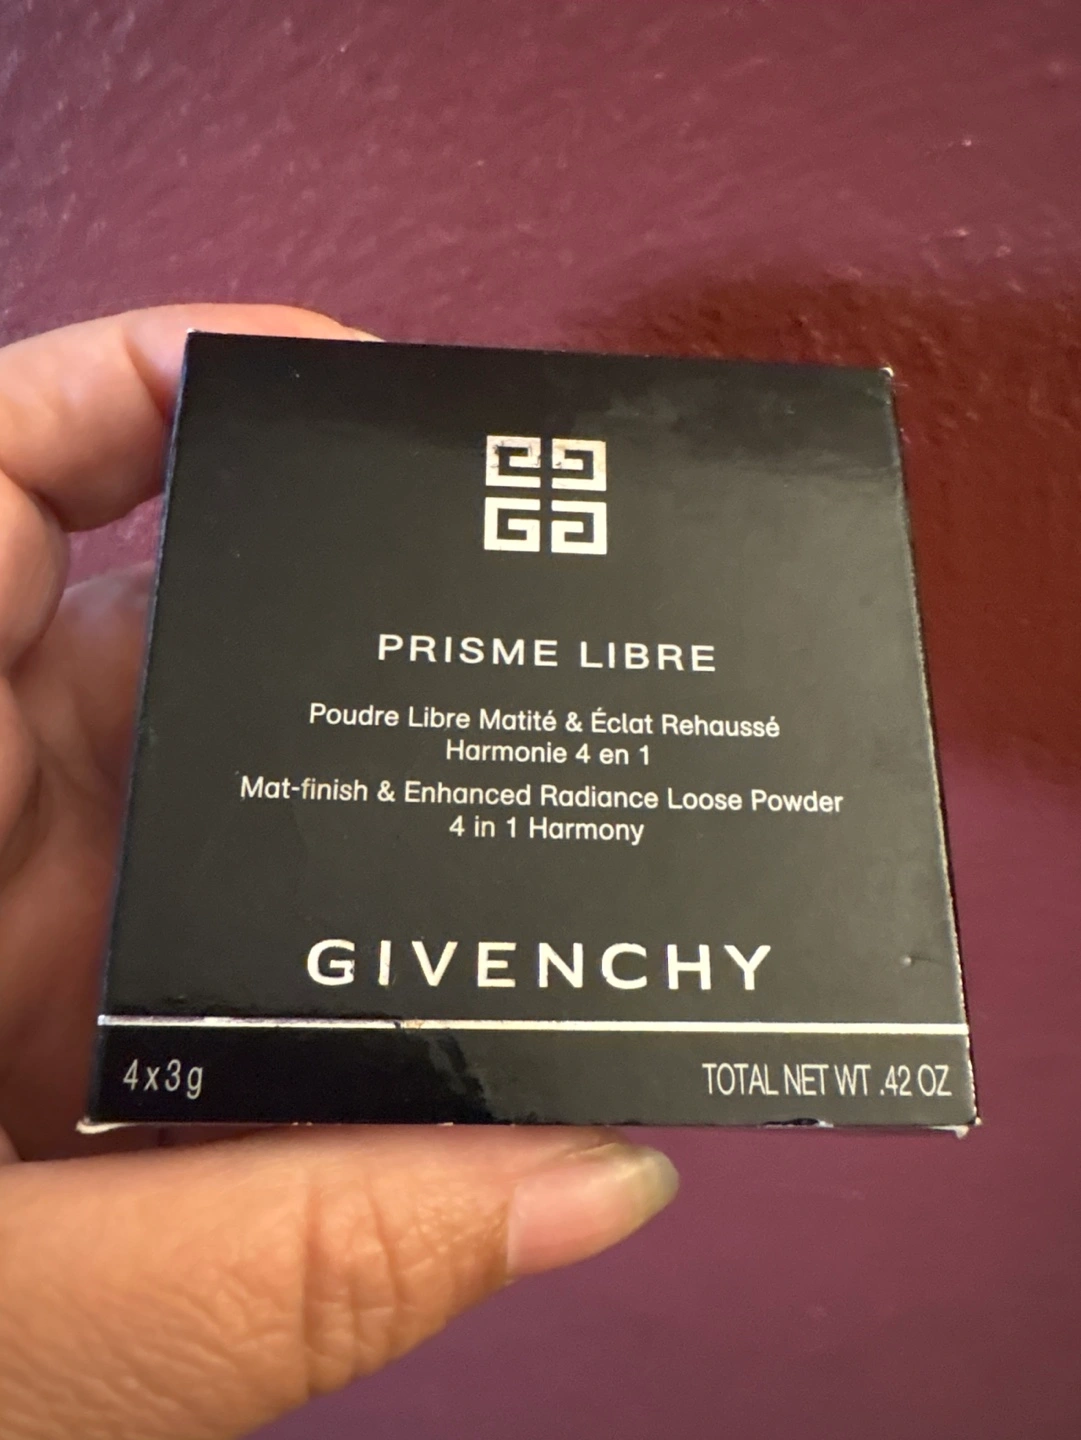 PRISME LIBRE
Poudre Libre Matité & Éclat Rehaussé
Harmonie 4 en 1
Mat-finish & Enhanced Radiance Loose Powder
4 in 1 Harmony
GIVENCHY
4x3g TOTAL NET WT .42 OZ